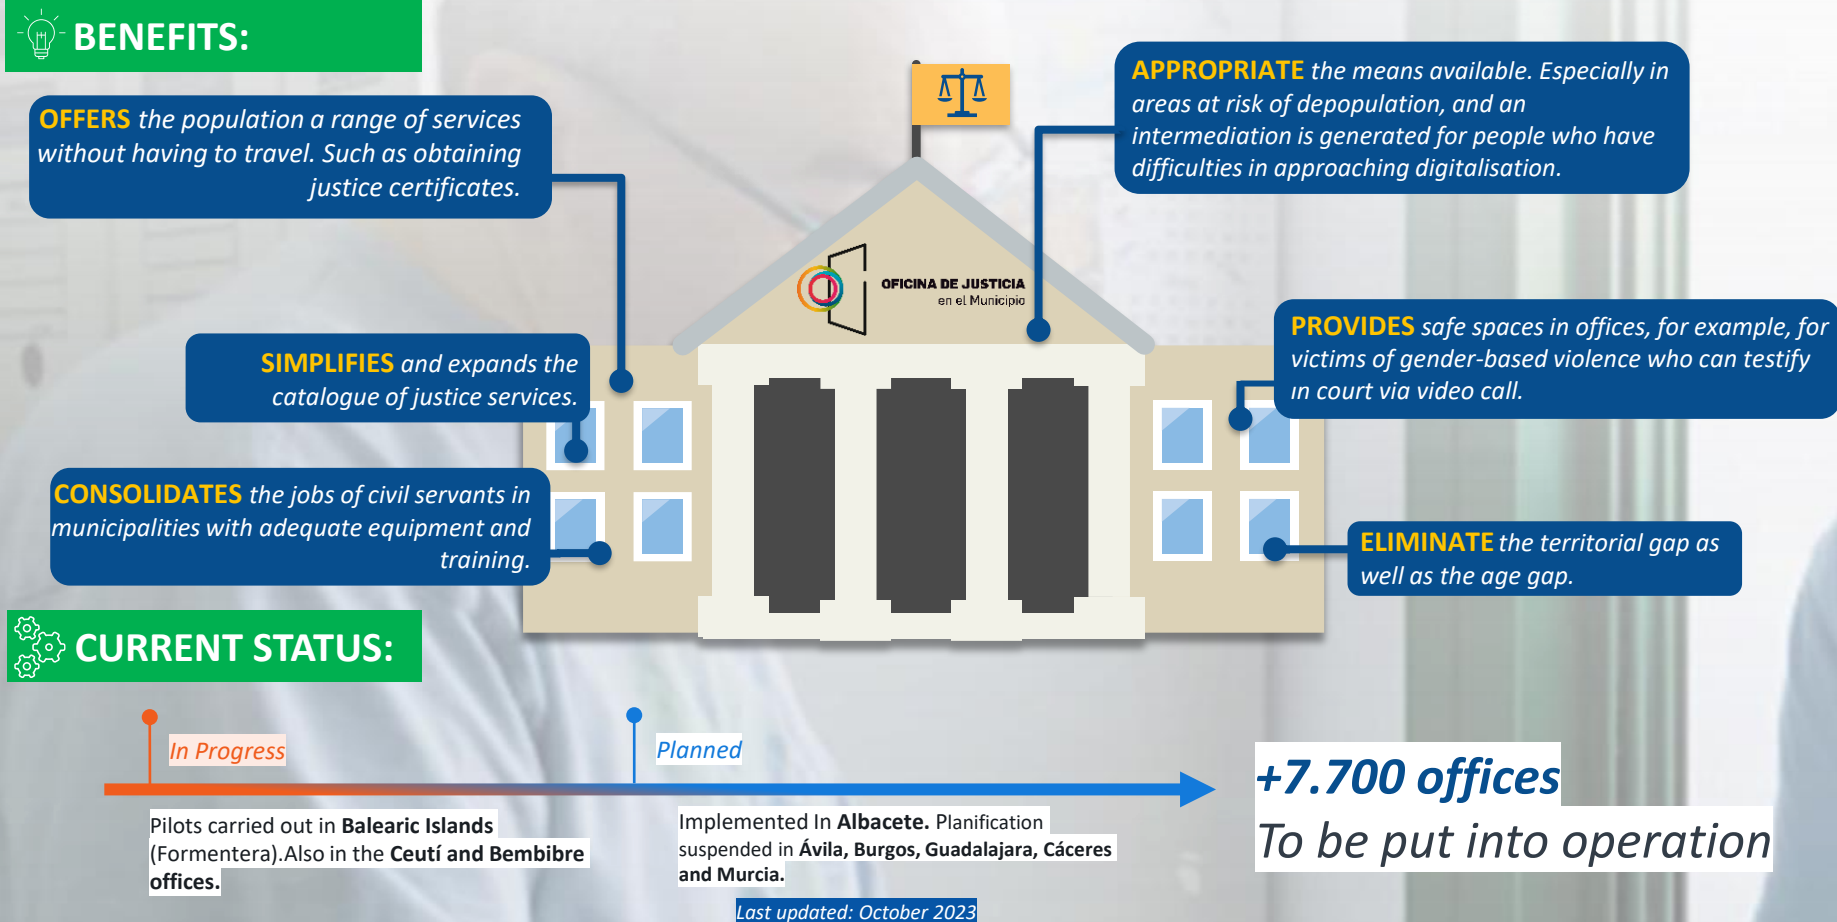 BENEFITS:
OFFERS the population a range of services
without having to travel. Such as obtaining
justice certificates.
APPROPRIATE the means available. Especially in
areas at risk of depopulation, and an
intermediation is generated for people who have
difficulties in approaching digitalisation.
OFICINA DE JUSTICIA
en el Municipio
SIMPLIFIES and expands the
catalogue of justice services.
PROVIDES safe spaces in offices, for example, for
victims of gender-based violence who can testify
in court via video call.
CONSOLIDATES the jobs of civil servants in
municipalities with adequate equipment and
training.
ELIMINATE the territorial gap as
well as the age gap.
CURRENT STATUS:
In Progress
Planned
Pilots carried out in Balearic Islands
(Formentera).Also in the Ceutí and Bembibre
offices.
Implemented In Albacete. Planification
suspended in Ávila, Burgos, Guadalajara, Cáceres
and Murcia.
+7.700 offices
To be put into operation
Last updated: October 2023